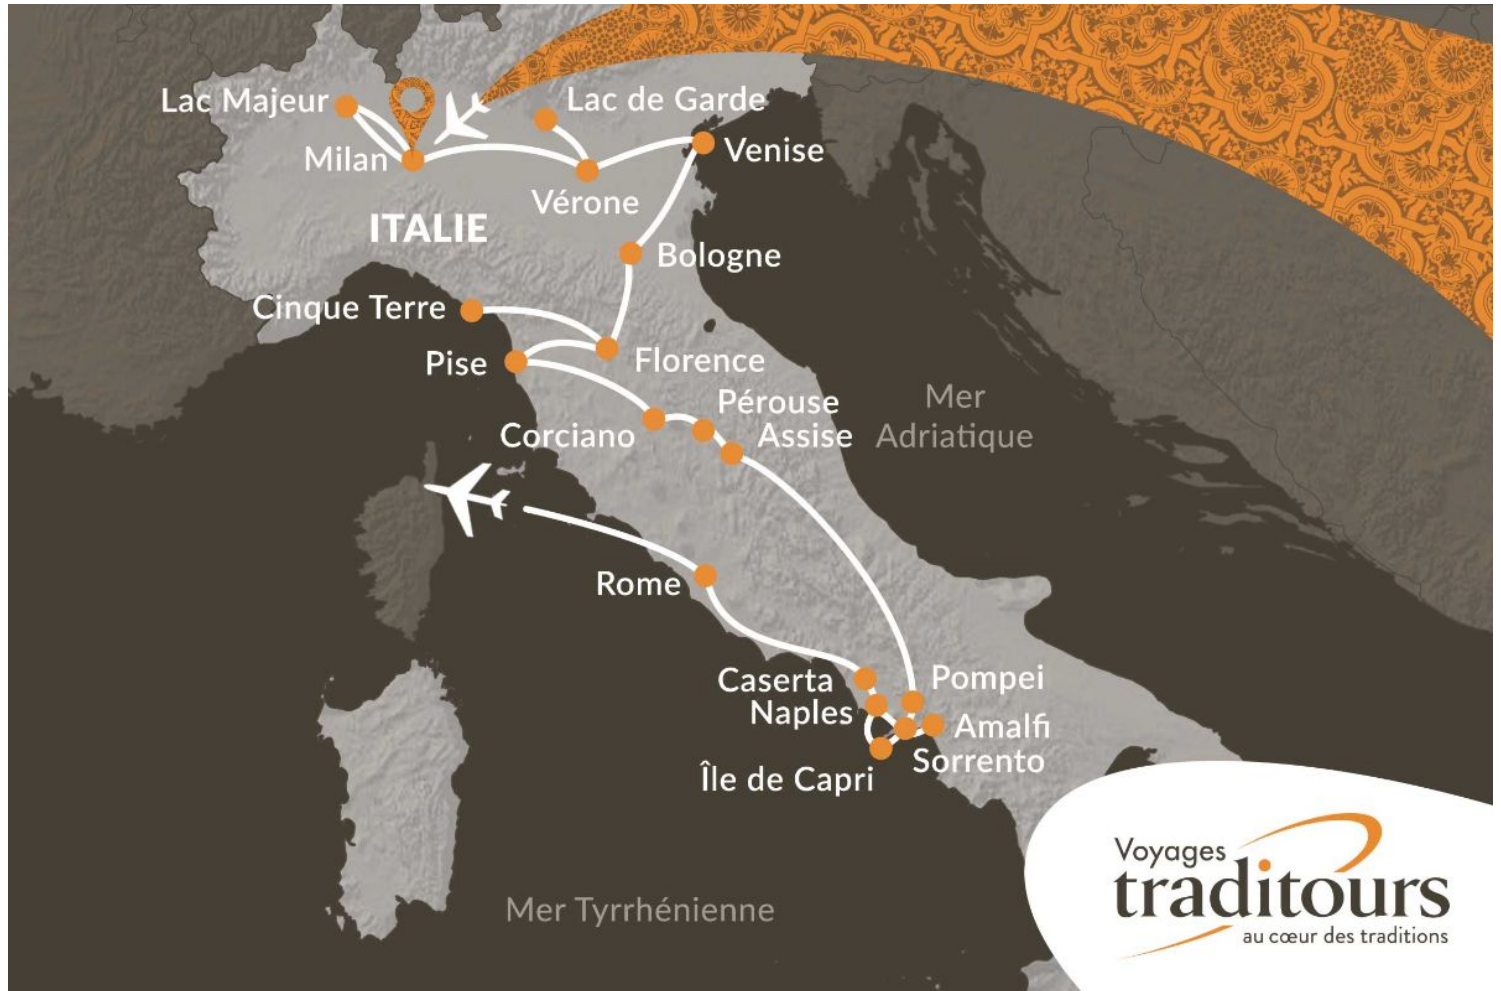 Lac Majeur
Lac de Garde
Milan
Venise
Vérone
ITALIE
Bologne
Cinque Terre
Pise
Florence
Pérouse
Corciano
Assise
Mer
Adriatique
Rome
Caserta
Pompei
Naples
Amalfi
Sorrento
Île de Capri
Mer Tyrrhénienne
Voyages
traditours
au cœur des traditions